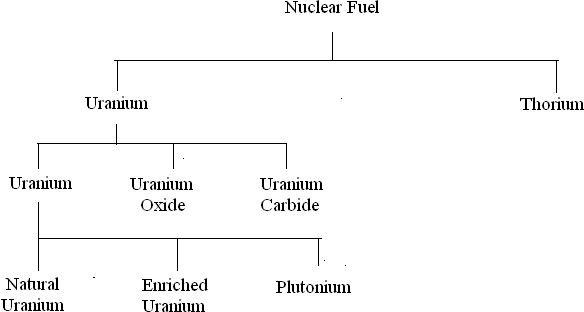 Nuclear Fuel
Uranium
Thorium
Uranium
Uranium
Oxide
Uranium
Carbide
Natural
Uranium
Enriched
Uranium
Plutonium